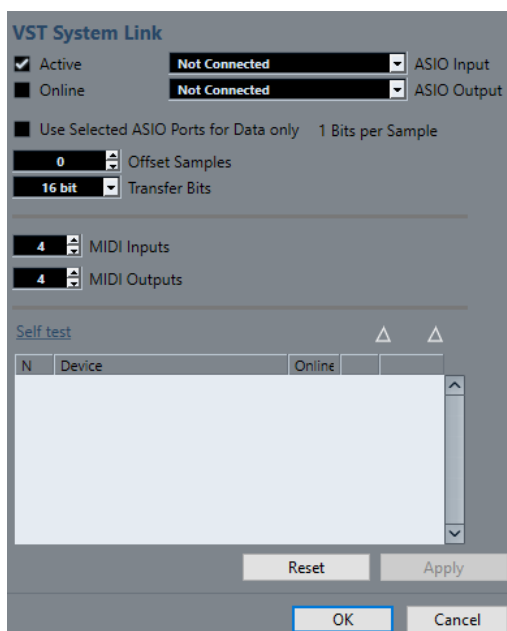 VST System Link
Active Not Connected ASIO Input
Online Not Connected ASIO Output
Use Selected ASIO Ports for Data only 1 Bits per Sample
0 Offset Samples
16 bit Transfer Bits
4 MIDI Inputs
4 MIDI Outputs
Self test
N Device Online
Reset Apply
OK Cancel